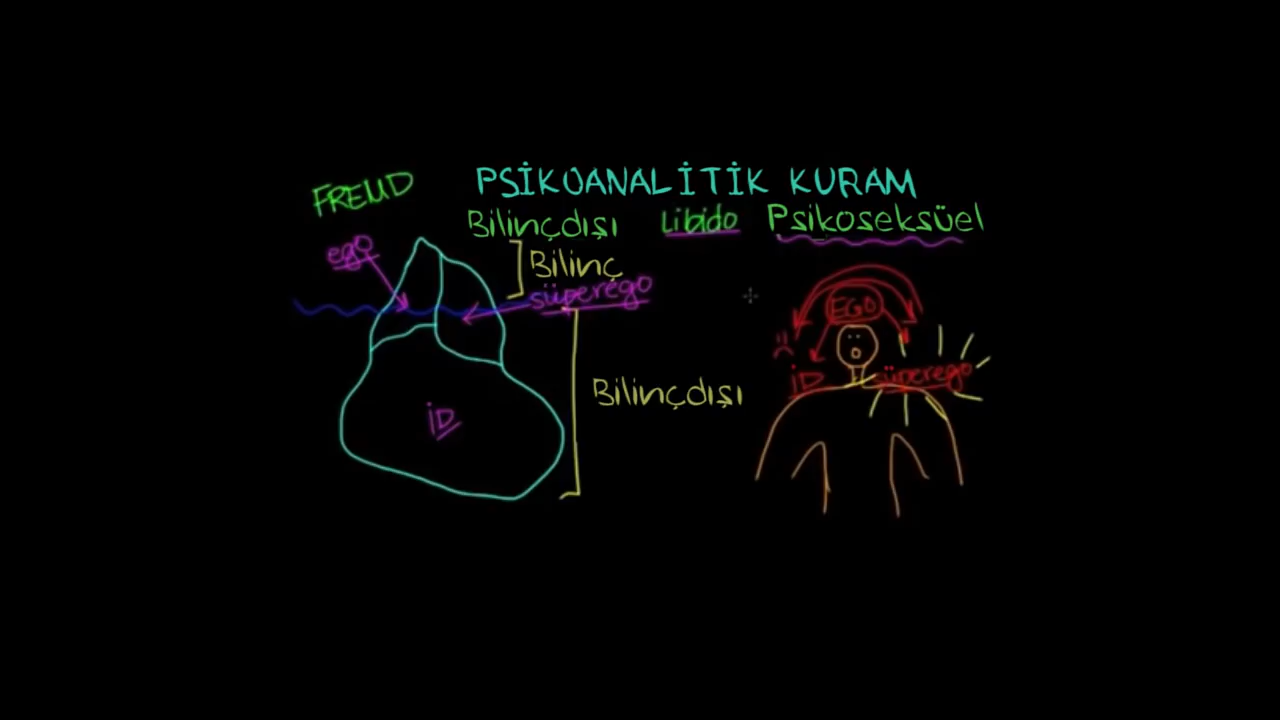 FREUD
PSİKOANALİTİK KURAM
Bilinçdışı Libido Psikoseksüel
ego
Bilinç
süperego
EGO
İD
süperego
Bilinçdışı
İD